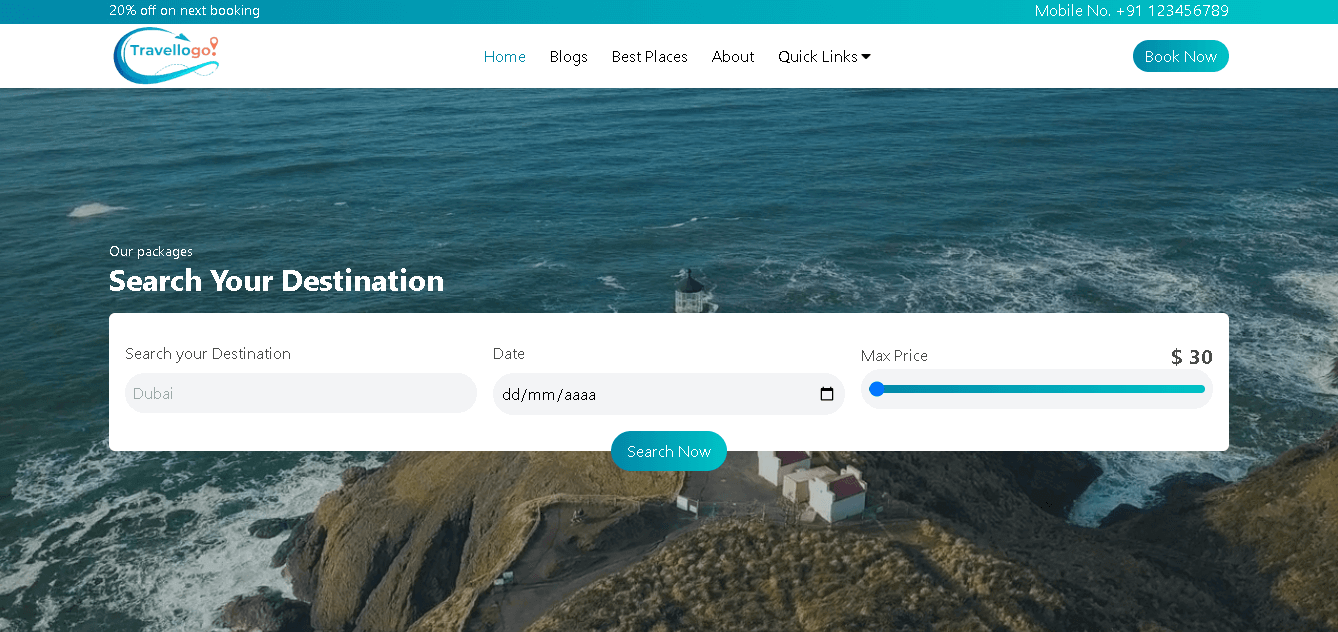 20% off on next booking
Mobile No. +91 123456789
Travellogo!
Home
Blogs
Best Places
About
Quick Links
Book Now
Our packages
Search Your Destination
Search your Destination
Date
Max Price
$ 30
Dubai
dd/mm/aaaa
Search Now